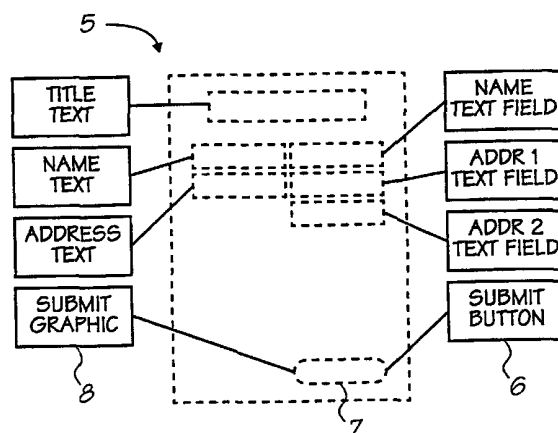 5
TITLE
TEXT
NAME
TEXT
ADDRESS
TEXT
SUBMIT
GRAPHIC
8
NAME
TEXT FIELD
ADDR 1
TEXT FIELD
ADDR 2
TEXT FIELD
SUBMIT
BUTTON
6
7